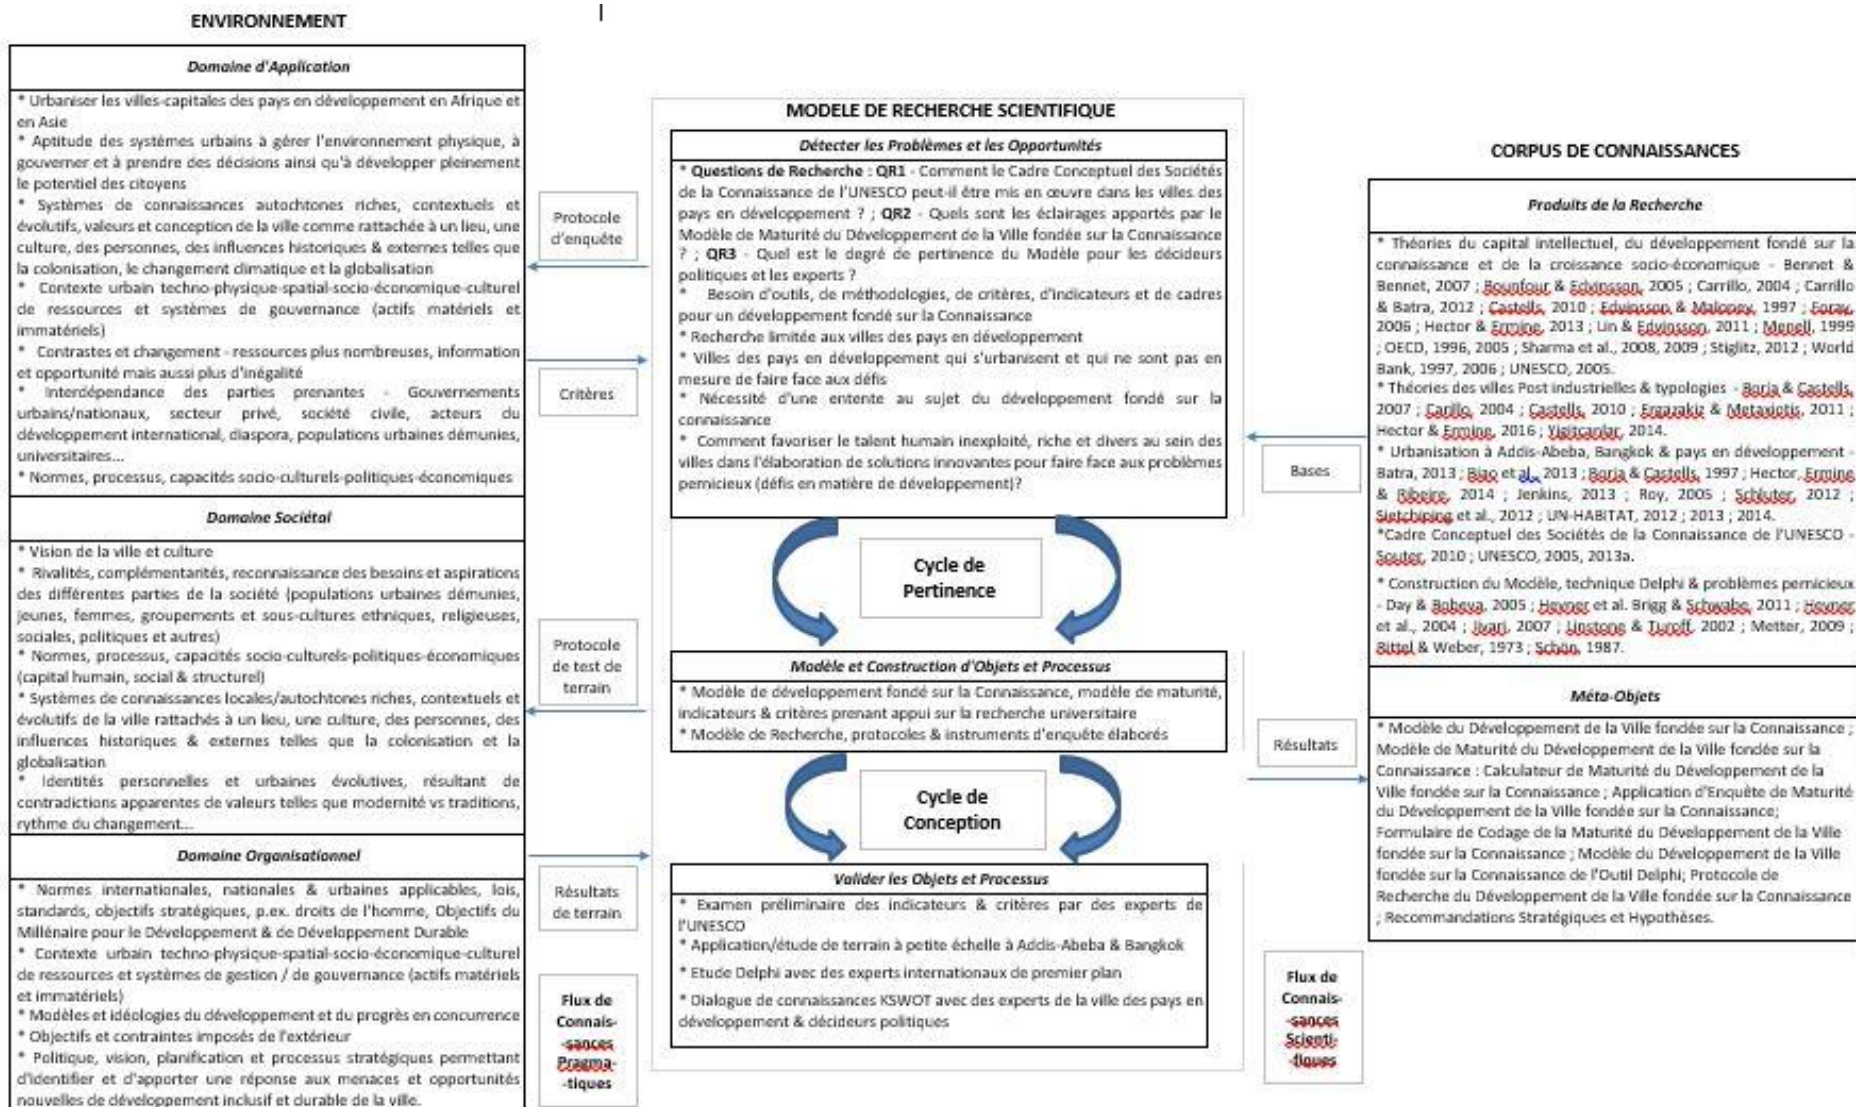 ENVIRONNEMENT
Domaine d'Application
* Urbaniser les villes-capitales des pays en développement en Afrique et
en Asie
* Aptitude des systèmes urbains à gérer l'environnement physique, à
gouverner et à prendre des décisions ainsi qu'à développer pleinement
le potentiel des citoyens
* Systèmes de connaissances autochtones riches, contextuels et
évolutifs, valeurs et conception de la ville comme rattachée à un lieu, une
culture, des personnes, des influences historiques & externes telles que
la colonisation, le changement climatique et la globalisation
* Contexte urbain techno-physique-spatial-socio-économique-culturel
de ressources et systèmes de gouvernance (actifs matériels et
immatériels)
* Contrastes et changement - ressources plus nombreuses, information
et opportunité mais aussi plus d'inégalité
* Interdépendance des parties prenantes - Gouvernements
urbains/nationaux, secteur privé, société civile, acteurs du
développement international, diaspora, populations urbaines démunies,
universitaires...
* Normes, processus, capacités socio-culturels-politiques-économiques
Domaine Sociétal
* Vision de la ville et culture
* Rivalités, complémentarités, reconnaissance des besoins et aspirations
des différentes parties de la société (populations urbaines démunies,
jeunes, femmes, groupements et sous-cultures ethniques, religieuses,
sociales, politiques et autres)
* Normes, processus, capacités socio-culturels-politiques-économiques
(capital humain, social & structurel)
* Systèmes de connaissances locales/autochtones riches, contextuels et
évolutifs de la ville rattachés à un lieu, une culture, des personnes, des
influences historiques & externes telles que la colonisation et la
globalisation
* Identités personnelles et urbaines évolutives, résultant de
contradictions apparentes de valeurs telles que modernité vs traditions,
rythme du changement...
Domaine Organisationnel
* Normes internationales, nationales & urbaines applicables, lois,
standards, objectifs stratégiques, p.ex. droits de l'homme, Objectifs du
Millénaire pour le Développement & de Développement Durable
* Contexte urbain techno-physique-spatial-socio-économique-culturel
de ressources et systèmes de gestion / de gouvernance (actifs matériels
et immatériels)
* Modèles et idéologies du développement et du progrès en concurrence
* Objectifs et contraintes imposés de l'extérieur
* Politique, vision, planification et processus stratégiques permettant
d'identifier et d'apporter une réponse aux menaces et opportunités
nouvelles de développement inclusif et durable de la ville.
Protocole
d'enquête
Critères
Protocole
de test de
terrain
Résultats
de terrain
Flux de
Connais-
-sances
Pragma-
-tiques
MODELE DE RECHERCHE SCIENTIFIQUE
Détecter les Problèmes et les Opportunités
* Questions de Recherche : QR1 - Comment le Cadre Conceptuel des Sociétés
de la Connaissance de l'UNESCO peut-il être mis en œuvre dans les villes des
pays en développement ? ; QR2 - Quels sont les éclairages apportés par le
Modèle de Maturité du Développement de la Ville fondée sur la Connaissance
? ; QR3 - Quel est le degré de pertinence du Modèle pour les décideurs
politiques et les experts ?
* Besoin d'outils, de méthodologies, de critères, d'indicateurs et de cadres
pour un développement fondé sur la Connaissance
* Recherche limitée aux villes des pays en développement
* Villes des pays en développement qui s'urbanisent et qui ne sont pas en
mesure de faire face aux défis
* Nécessité d'une entente au sujet du développement fondé sur la
connaissance
* Comment favoriser le talent humain inexploité, riche et divers au sein des
villes dans l'élaboration de solutions innovantes pour faire face aux problèmes
pernicieux (défis en matière de développement)?
Cycle de
Pertinence
Modèle et Construction d'Objets et Processus
* Modèle de développement fondé sur la Connaissance, modèle de maturité,
indicateurs & critères prenant appui sur la recherche universitaire
* Modèle de Recherche, protocoles & instruments d'enquête élaborés
Cycle de
Conception
Valider les Objets et Processus
* Examen préliminaire des indicateurs & critères par des experts de
l'UNESCO
* Application/étude de terrain à petite échelle à Addis-Abeba & Bangkok
* Etude Delphi avec des experts internationaux de premier plan
* Dialogue de connaissances KSWOT avec des experts de la ville des pays en
développement & décideurs politiques
Bases
Résultats
Flux de
Connais-
-sances
Scienti-
-fiques
CORPUS DE CONNAISSANCES
Produits de la Recherche
* Théories du capital intellectuel, du développement fondé sur la
connaissance et de la croissance socio-économique - Bennet &
Bennet, 2007 ; Bounfour & Edvinsson, 2005 ; Carrillo, 2004 ; Carrillo
& Batra, 2012 ; Castells, 2010 ; Edvinsson & Maloney, 1997 ; Foray,
2006 ; Hector & Ermine, 2013 ; Lin & Edvinsson, 2011 ; Menell, 1999
; OECD, 1996, 2005 ; Sharma et al., 2008, 2009 ; Stiglitz, 2012 ; World
Bank, 1997, 2006 ; UNESCO, 2005.
* Théories des villes Post industrielles & typologies - Borja & Castells,
2007 ; Carillo, 2004 ; Castells, 2010 ; Ergazakiz & Metaxiotis, 2011 ;
Hector & Ermine, 2016 ; Yigitcanlar, 2014.
* Urbanisation à Addis-Abeba, Bangkok & pays en développement -
Batra, 2013 ; Biao et al., 2013 ; Borja & Castells, 1997 ; Hector, Ermine
& Ribeire, 2014 ; Jenkins, 2013 ; Roy, 2005 ; Schluter, 2012 ;
Sietchiping et al., 2012 ; UN-HABITAT, 2012 ; 2013 ; 2014.
*Cadre Conceptuel des Sociétés de la Connaissance de l'UNESCO -
Souter, 2010 ; UNESCO, 2005, 2013a.
* Construction du Modèle, technique Delphi & problèmes pernicieux
- Day & Bobeva, 2005 ; Hevner et al. Brigg & Schwabe, 2011 ; Hevner
et al., 2004 ; Iivari, 2007 ; Linstone & Turoff, 2002 ; Metter, 2009 ;
Rittel & Weber, 1973 ; Schön, 1987.
Méta-Objets
* Modèle du Développement de la Ville fondée sur la Connaissance ;
Modèle de Maturité du Développement de la Ville fondée sur la
Connaissance : Calculateur de Maturité du Développement de la
Ville fondée sur la Connaissance ; Application d'Enquête de Maturité
du Développement de la Ville fondée sur la Connaissance;
Formulaire de Codage de la Maturité du Développement de la Ville
fondée sur la Connaissance ; Modèle du Développement de la Ville
fondée sur la Connaissance de l'Outil Delphi; Protocole de
Recherche du Développement de la Ville fondée sur la Connaissance
; Recommandations Stratégiques et Hypothèses.